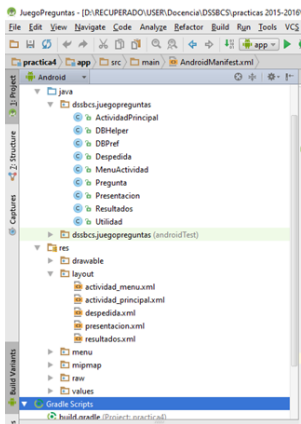 JuegoPreguntas - [D:\RECUPERADO\USER\Docencia\DSSBCS\practicas 2015-2016\
File Edit View Navigate Code Analyze Refactor Build Run Tools VCS
app
practica4 app src main AndroidManifest.xml
Android
1: Project
7: Structure
Captures
Build Variants
java
dssbcs.juegopreguntas
ActividadPrincipal
DBHelper
DBPref
Despedida
MenuActividad
Pregunta
Presentacion
Resultados
Utilidad
dssbcs.juegopreguntas (androidTest)
res
drawable
layout
actividad_menu.xml
actividad_principal.xml
despedida.xml
presentacion.xml
resultados.xml
menu
mipmap
raw
values
Gradle Scripts
build.gradle (Project: practica4)